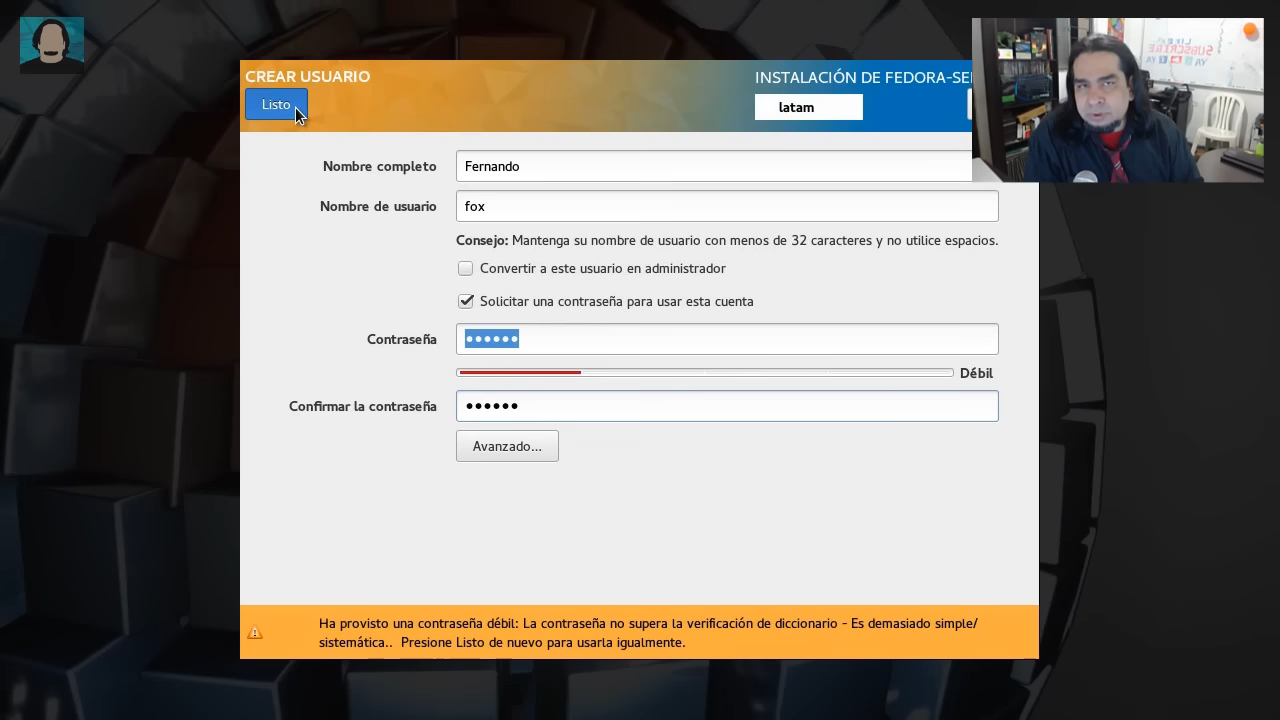 CREAR USUARIO
INSTALACIÓN DE FEDORA-SE
Listo
latam
Nombre completo
Fernando
Nombre de usuario
fox
Consejo: Mantenga su nombre de usuario con menos de 32 caracteres y no utilice espacios.
Convertir a este usuario en administrador
Solicitar una contraseña para usar esta cuenta
Contraseña
••••••
Débil
Confirmar la contraseña
••••••
Avanzado...
Ha provisto una contraseña débil: La contraseña no supera la verificación de diccionario - Es demasiado simple/
sistemática.. Presione Listo de nuevo para usarla igualmente.